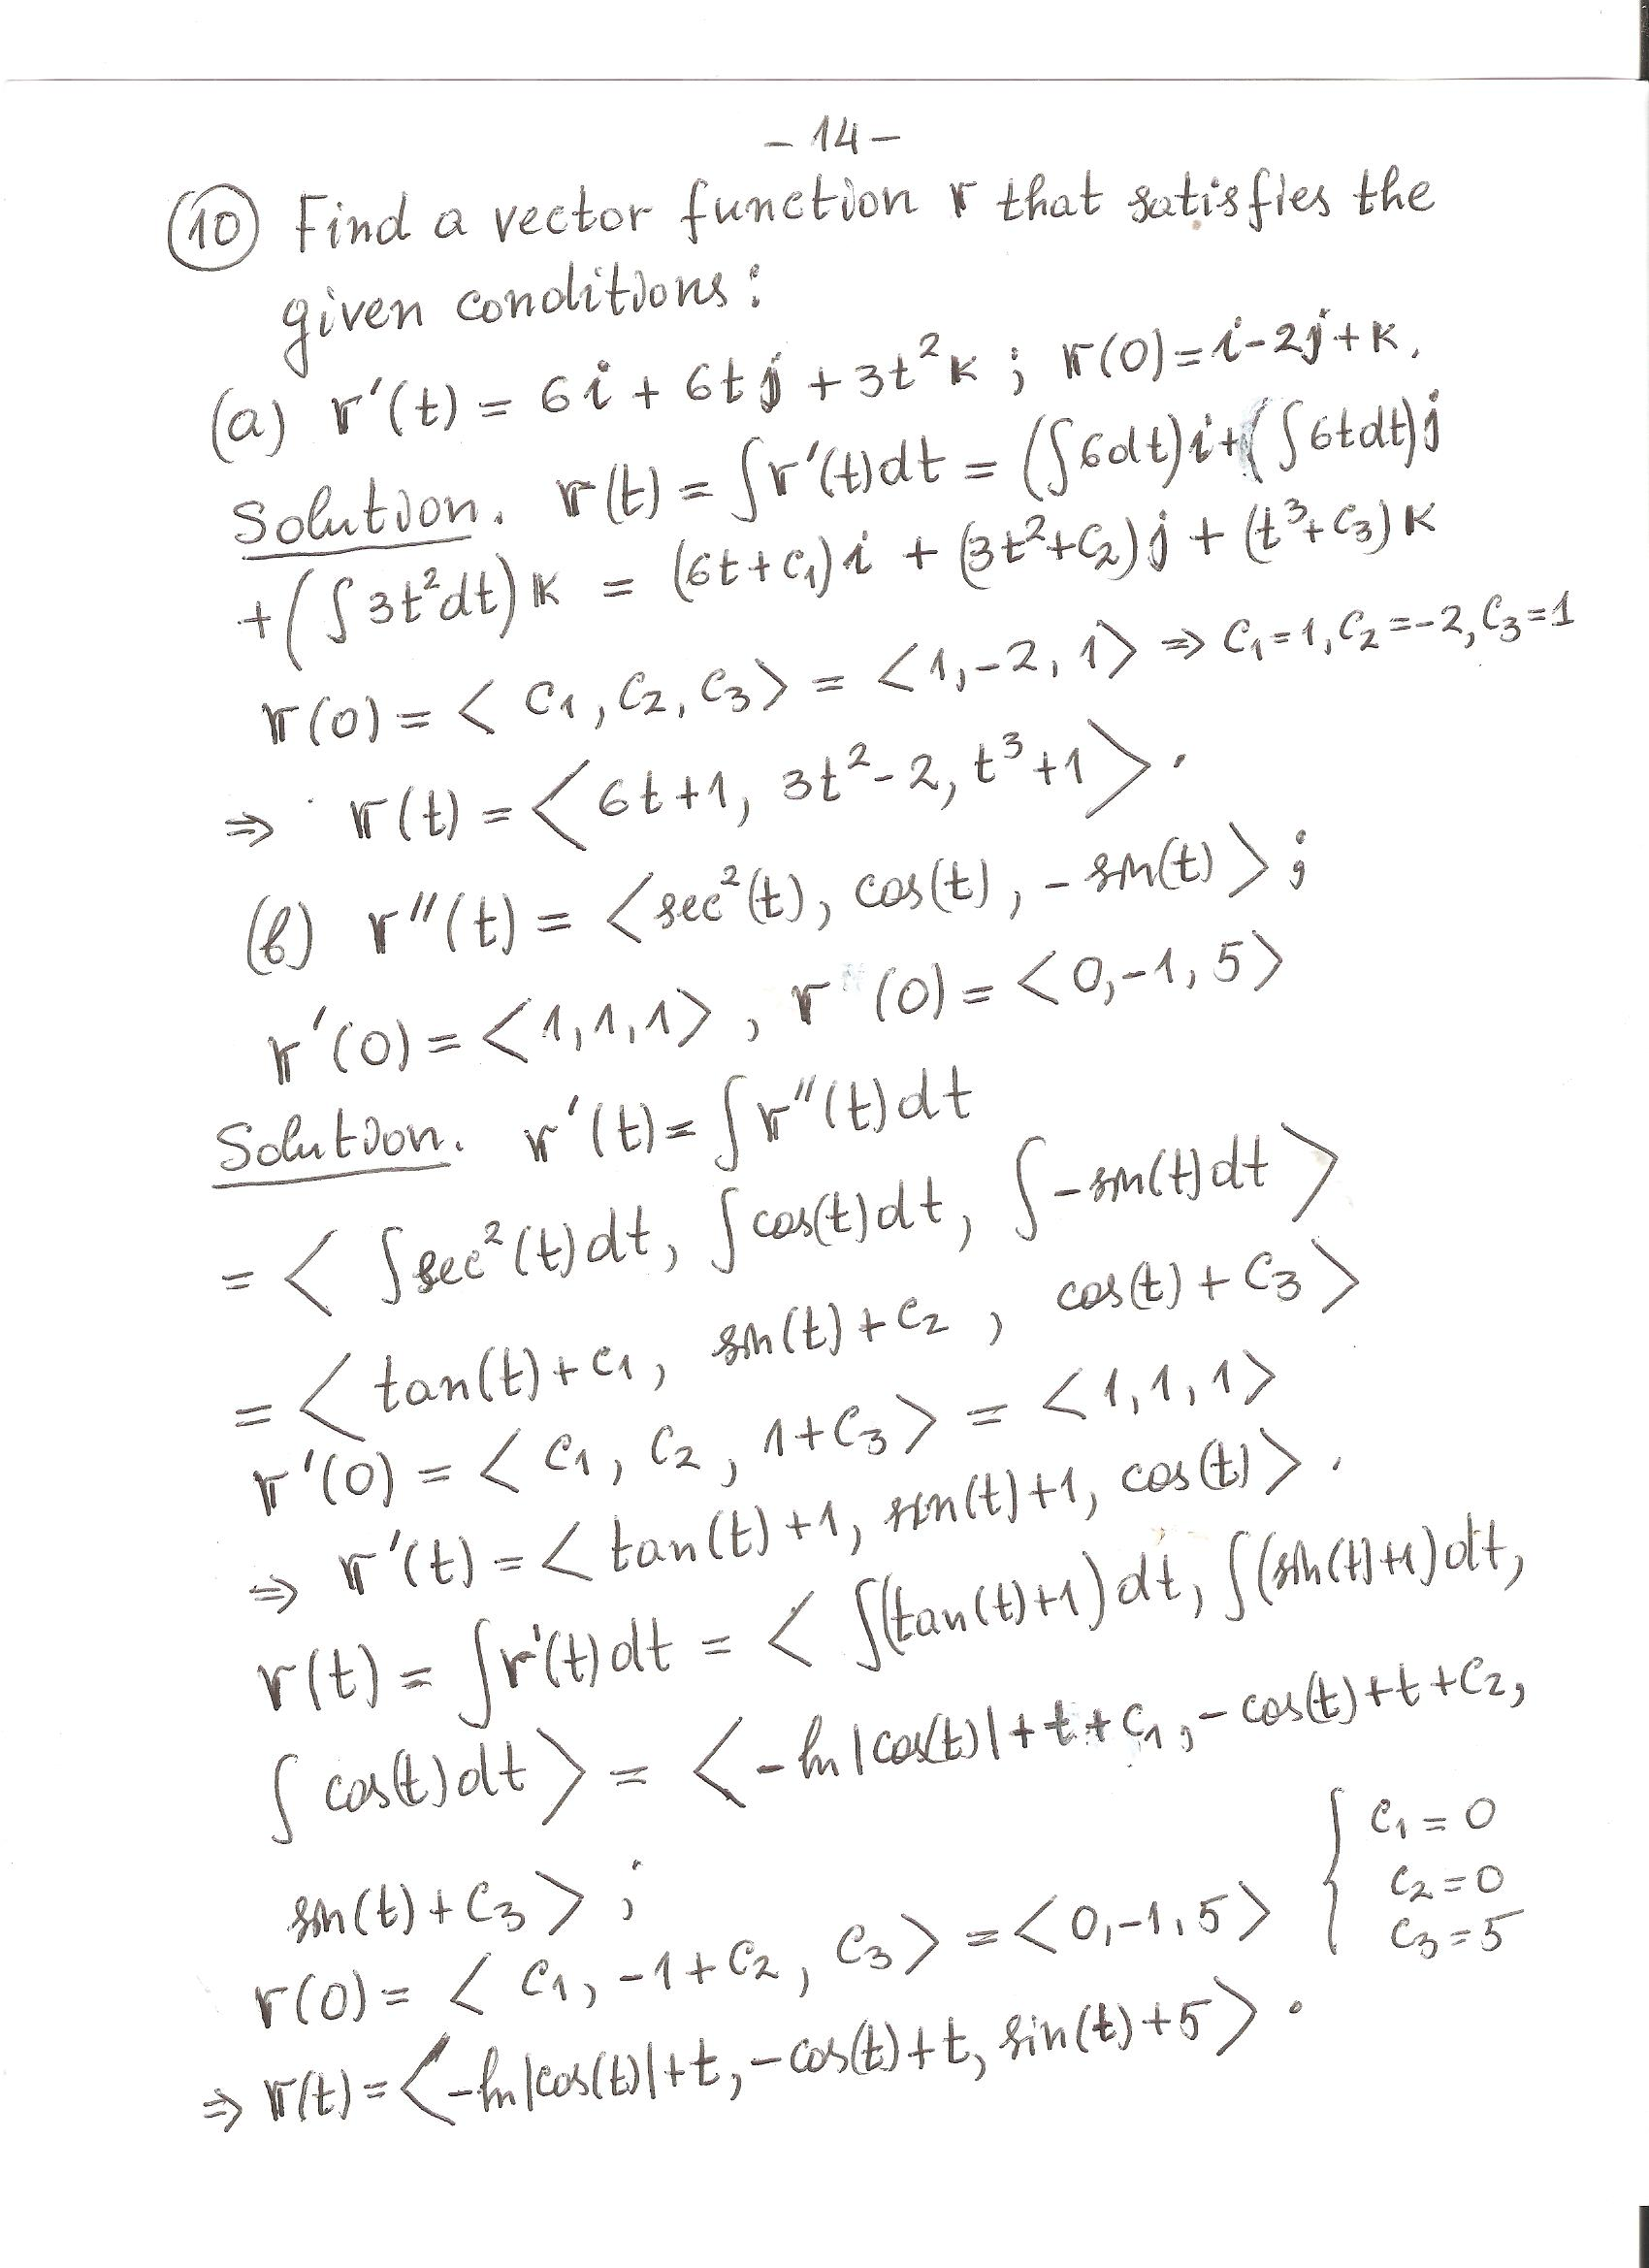 - 14 -
(10) Find a vector function r that satisfies the
given conditions:
(a) r'(t) = 6i + 6tj + 3t²k ; r(0) = i - 2j + k.
Solution. r(t) = ∫r'(t)dt = (∫6dt)i + (∫6tdt)j
+ (∫3t²dt)k = (6t+C₁)i + (3t²+C₂)j + (t³+C₃)k
r(0) = <C₁, C₂, C₃> = <1, -2, 1> ⇒ C₁=1, C₂=-2, C₃=1
⇒ r(t) = <6t+1, 3t²-2, t³+1>.
(b) r''(t) = <sec²(t), cos(t), -sin(t)>;
r'(0) = <1,1,1>, r(0) = <0,-1,5>
Solution. r'(t) = ∫r''(t)dt
= <∫sec²(t)dt, ∫cos(t)dt, ∫-sin(t)dt>
= <tan(t)+C₁, sin(t)+C₂, cos(t)+C₃>
r'(0) = <C₁, C₂, 1+C₃> = <1,1,1>
⇒ r'(t) = <tan(t)+1, sin(t)+1, cos(t)>.
r(t) = ∫r'(t)dt = <∫(tan(t)+1)dt, ∫(sin(t)+1)dt,
∫cos(t)dt> = <-ln|cos(t)|+t+C₁, -cos(t)+t+C₂,
sin(t)+C₃>;
r(0) = <C₁, -1+C₂, C₃> = <0,-1,5> { C₁=0
C₂=0
C₃=5
⇒ r(t) = <-ln|cos(t)|+t, -cos(t)+t, sin(t)+5>.